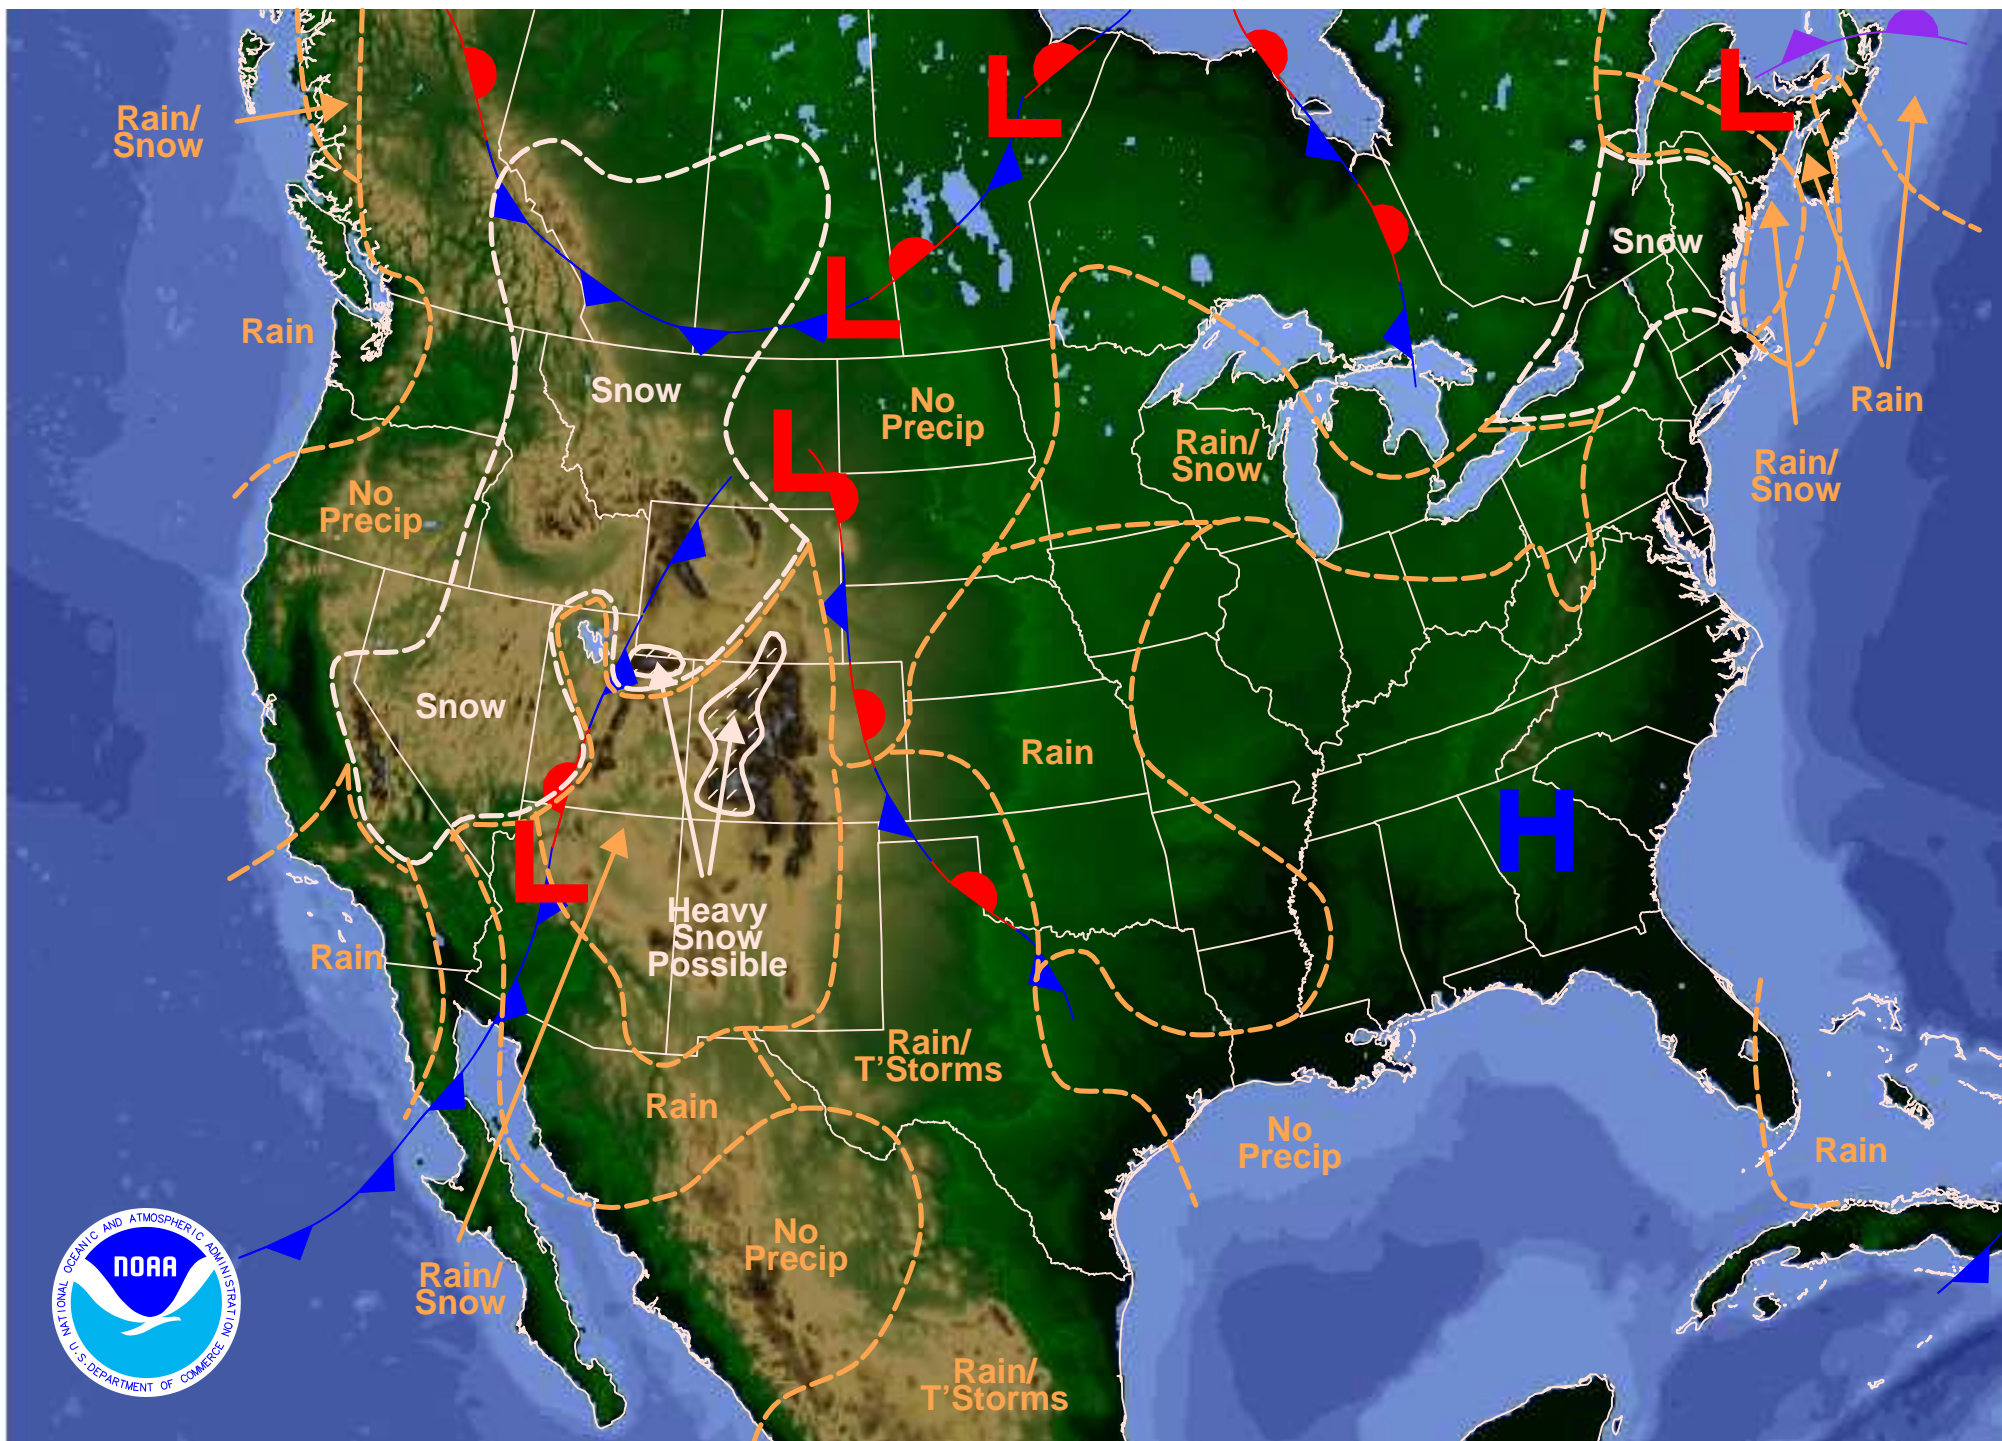 L
L
Rain/
Snow
Snow
L
Rain
Snow
No
Precip
Rain
L
Rain/
Snow
Rain/
Snow
No
Precip
Snow
Rain
H
L
Heavy
Snow
Possible
Rain
Rain/
T'Storms
Rain
No
Precip
Rain
No
Precip
Rain/
Snow
Rain/
T'Storms
NATIONAL OCEANIC AND ATMOSPHERIC ADMINISTRATION
NOAA
U.S. DEPARTMENT OF COMMERCE